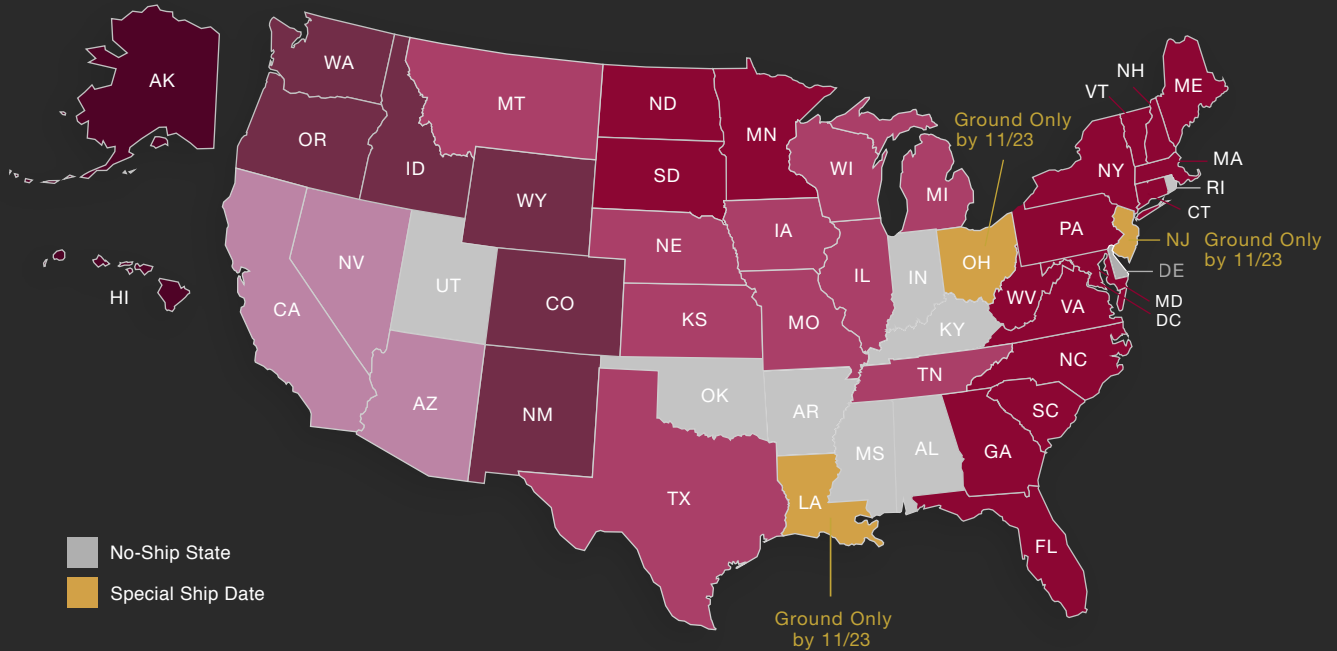 AK
WA
MT
ND
MN
OR
ID
SD
WI
MI
WY
NE
IA
NV
UT
CO
KS
MO
IL
IN
OH
CA
AZ
NM
OK
AR
TN
KY
WV
VA
NC
SC
GA
MS
AL
LA
TX
FL
PA
NY
HI
VT
NH
ME
MA
RI
CT
NJ
DE
MD
DC
Ground Only
by 11/23
Ground Only
by 11/23
Ground Only
by 11/23
No-Ship State
Special Ship Date